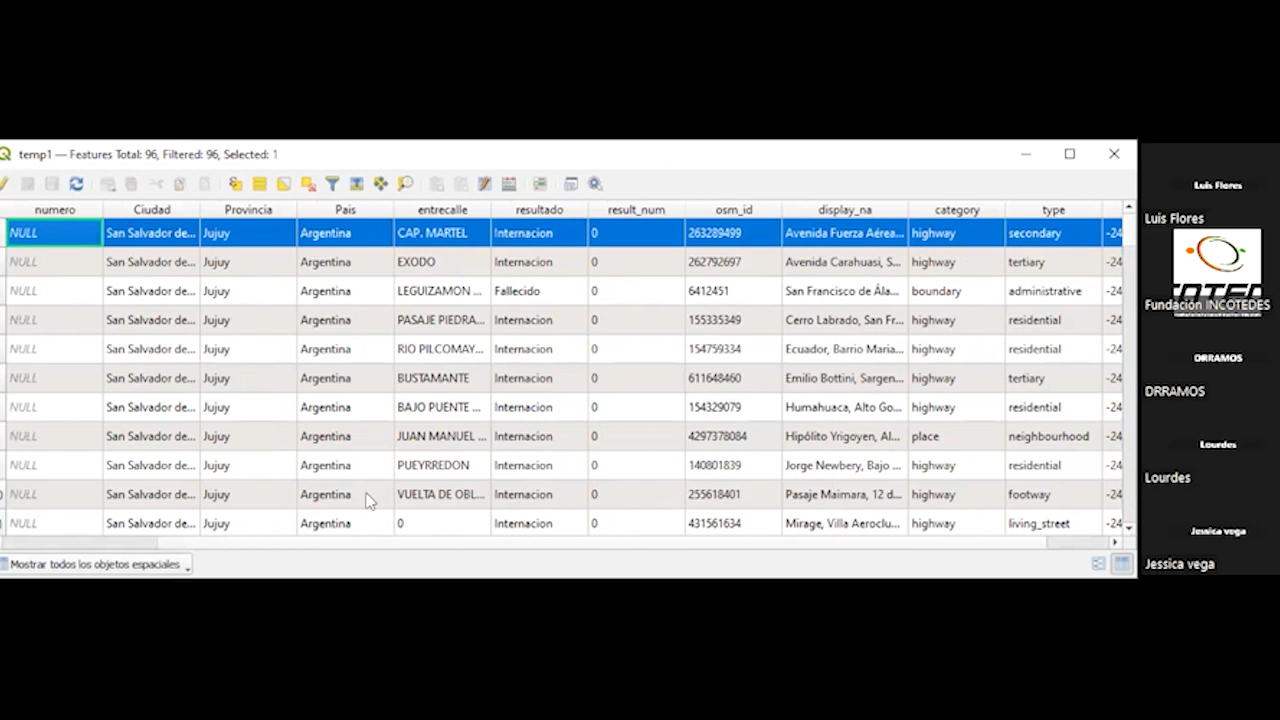 temp1 — Features Total: 96, Filtered: 96, Selected: 1
numero Ciudad Provincia Pais entrecalle resultado result_num osm_id display_na category type
NULL San Salvador de... Jujuy Argentina CAP. MARTEL Internacion 0 263289499 Avenida Fuerza Aérea... highway secondary -24
NULL San Salvador de... Jujuy Argentina EXODO Internacion 0 262792697 Avenida Carahuasi, S... highway tertiary -24
NULL San Salvador de... Jujuy Argentina LEGUIZAMON ... Fallecido 0 6412451 San Francisco de Ála... boundary administrative -24
NULL San Salvador de... Jujuy Argentina PASAJE PIEDRA... Internacion 0 155335349 Cerro Labrado, San Fr... highway residential -24
NULL San Salvador de... Jujuy Argentina RIO PILCOMAY... Internacion 0 154759334 Ecuador, Barrio Maria... highway residential -24
NULL San Salvador de... Jujuy Argentina BUSTAMANTE Internacion 0 611648460 Emilio Bottini, Sargen... highway tertiary -24
NULL San Salvador de... Jujuy Argentina BAJO PUENTE ... Internacion 0 154329079 Humahuaca, Alto Go... highway residential -24
NULL San Salvador de... Jujuy Argentina JUAN MANUEL ... Internacion 0 4297378084 Hipólito Yrigoyen, Al... place neighbourhood -24
NULL San Salvador de... Jujuy Argentina PUEYRREDON Internacion 0 140801839 Jorge Newbery, Bajo ... highway residential -24
NULL San Salvador de... Jujuy Argentina VUELTA DE OBL... Internacion 0 255618401 Pasaje Maimara, 12 d... highway footway -24
NULL San Salvador de... Jujuy Argentina 0 Internacion 0 431561634 Mirage, Villa Aeroclu... highway living_street -24
Mostrar todos los objetos espaciales
Luis Flores
Luis Flores
Fundación INCOTEDES
DRRAMOS
DRRAMOS
Lourdes
Lourdes
Jessica vega
Jessica vega